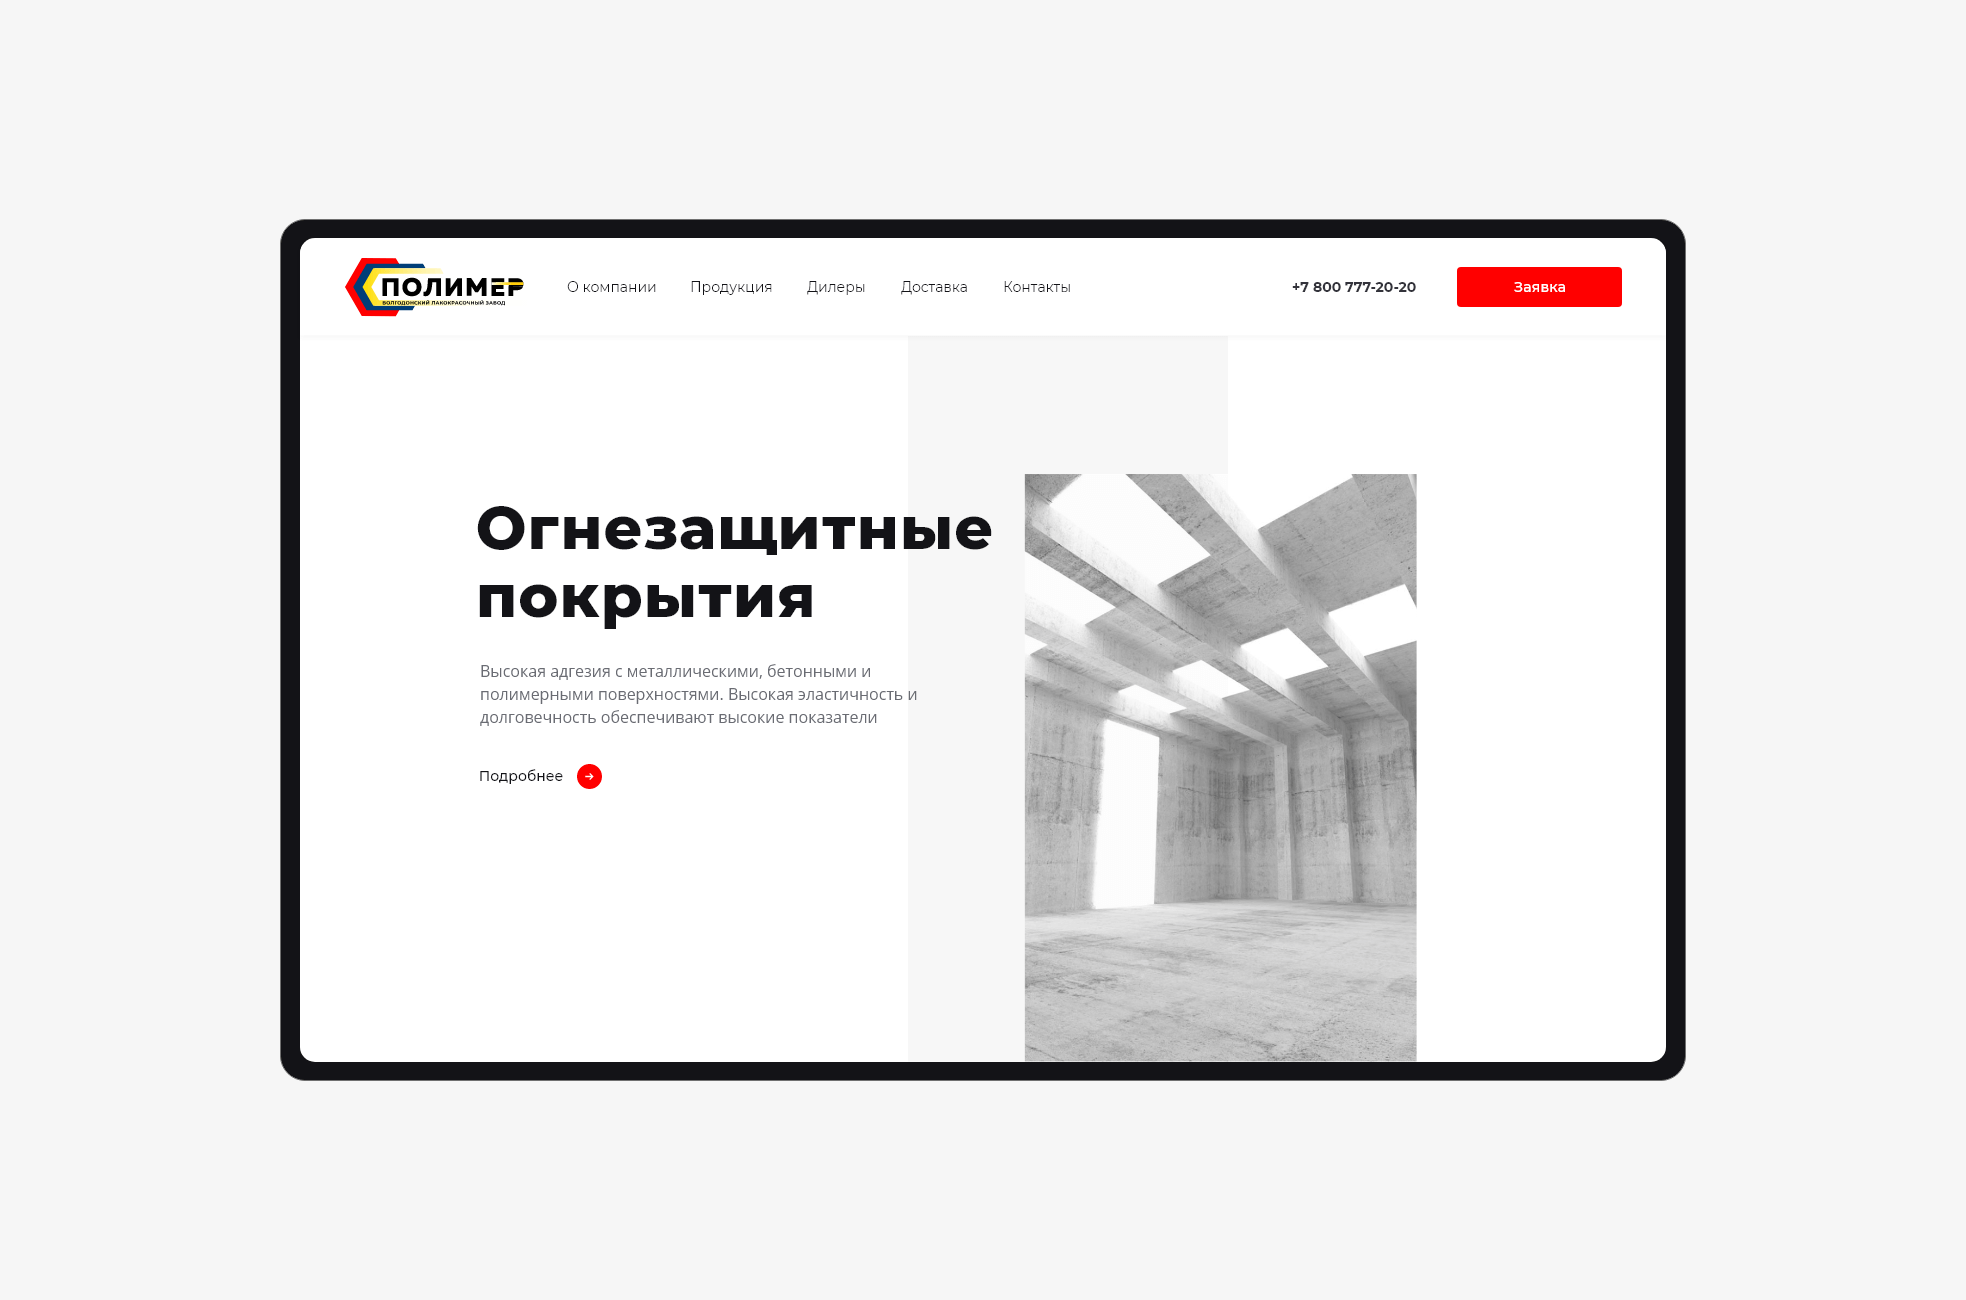 ПОЛИМЕР
ВОЛГОДОНСКИЙ ЛАКОКРАСОЧНЫЙ ЗАВОД
О компании Продукция Дилеры Доставка Контакты +7 800 777-20-20 Заявка
Огнезащитные
покрытия
Высокая адгезия с металлическими, бетонными и
полимерными поверхностями. Высокая эластичность и
долговечность обеспечивают высокие показатели
Подробнее